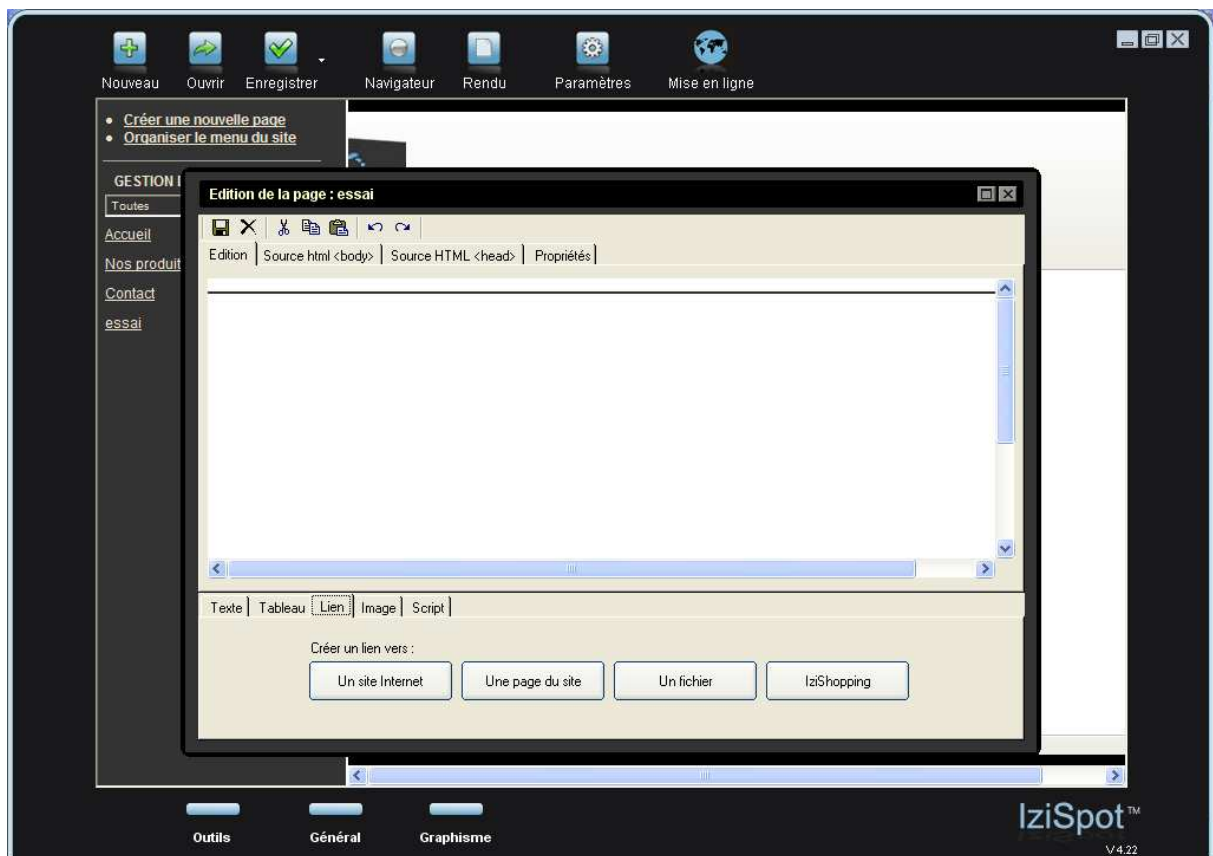 Nouveau Ouvrir Enregistrer Navigateur Rendu Paramètres Mise en ligne
Créer une nouvelle page
Organiser le menu du site
GESTION
Toutes
Accueil
Nos produit
Contact
essai
Edition de la page : essai
Edition Source html <body> Source HTML <head> Propriétés
Texte Tableau Lien Image Script
Créer un lien vers :
Un site Internet Une page du site Un fichier IziShopping
Outils Général Graphisme
IziSpot™
V 4.22